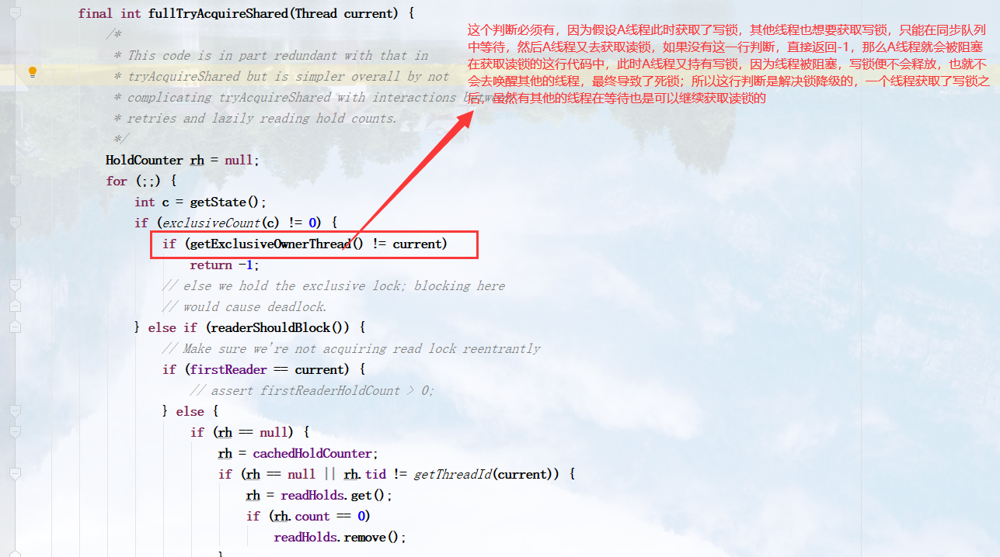 final int fullTryAcquireShared(Thread current) {
/*
* This code is in part redundant with that in
* tryAcquireShared but is simpler overall by not
* complicating tryAcquireShared with interactions between
* retries and lazily reading hold counts.
*/
HoldCounter rh = null;
for (;;) {
int c = getState();
if (exclusiveCount(c) != 0) {
if (getExclusiveOwnerThread() != current)
return -1;
// else we hold the exclusive lock; blocking here
// would cause deadlock.
} else if (readerShouldBlock()) {
// Make sure we're not acquiring read lock reentrantly
if (firstReader == current) {
// assert firstReaderHoldCount > 0;
} else {
if (rh == null) {
rh = cachedHoldCounter;
if (rh == null || rh.tid != getThreadId(current)) {
rh = readHolds.get();
if (rh.count == 0)
readHolds.remove();
}
这个判断必须有，因为假设A线程此时获取了写锁，其他线程也想要获取写锁，只能在同步队列
中等待，然后A线程又去获取读锁，如果没有这一行判断，直接返回-1，那么A线程就会被阻塞
在获取读锁的这行代码中，此时A线程又持有写锁，因为线程被阻塞，写锁便不会释放，也就不
会去唤醒其他的线程，最终导致了死锁；所以这行判断是解决锁降级的，一个线程获取了写锁之
后，虽然有其他的线程在等待也是可以继续获取读锁的